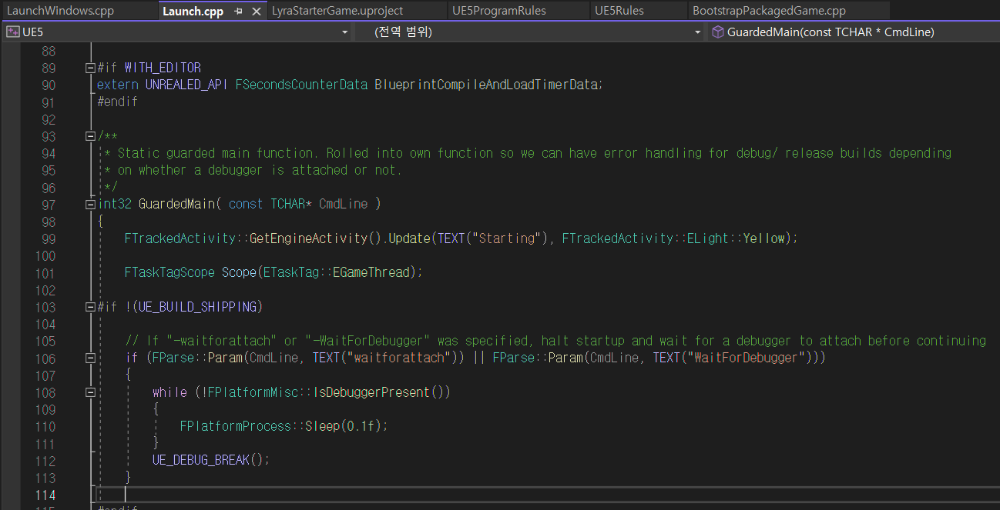 LaunchWindows.cpp Launch.cpp LyraStarterGame.uproject UE5ProgramRules UE5Rules BootstrapPackagedGame.cpp
UE5 (전역 범위) GuardedMain(const TCHAR * CmdLine)
88
89 #if WITH_EDITOR
90 extern UNREALED_API FSecondsCounterData BlueprintCompileAndLoadTimerData;
91 #endif
92
93 /**
94 * Static guarded main function. Rolled into own function so we can have error handling for debug/ release builds depending
95 * on whether a debugger is attached or not.
96 */
97 int32 GuardedMain( const TCHAR* CmdLine )
98 {
99 FTrackedActivity::GetEngineActivity().Update(TEXT("Starting"), FTrackedActivity::ELight::Yellow);
100
101 FTaskTagScope Scope(ETaskTag::EGameThread);
102
103 #if !(UE_BUILD_SHIPPING)
104
105 // If "-waitforattach" or "-WaitForDebugger" was specified, halt startup and wait for a debugger to attach before continuing
106 if (FParse::Param(CmdLine, TEXT("waitforattach")) || FParse::Param(CmdLine, TEXT("WaitForDebugger")))
107 {
108 while (!FPlatformMisc::IsDebuggerPresent())
109 {
110 FPlatformProcess::Sleep(0.1f);
111 }
112 UE_DEBUG_BREAK();
113 }
114
115 #endif